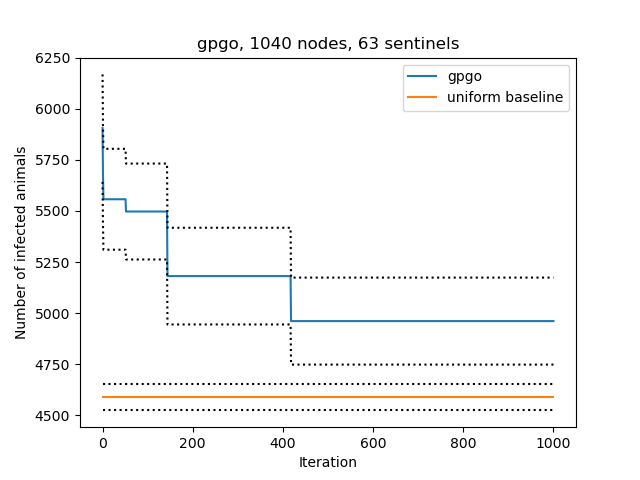 gpgo, 1040 nodes, 63 sentinels
6250
6000
5750
5500
5250
5000
4750
4500
Number of infected animals
gpgo
uniform baseline
0
200
400
600
800
1000
Iteration